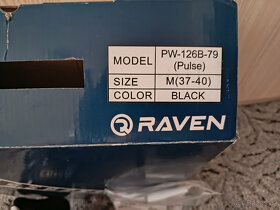 MODEL PW-126B-79
(Pulse)
SIZE M(37-40)
COLOR BLACK
RAVEN